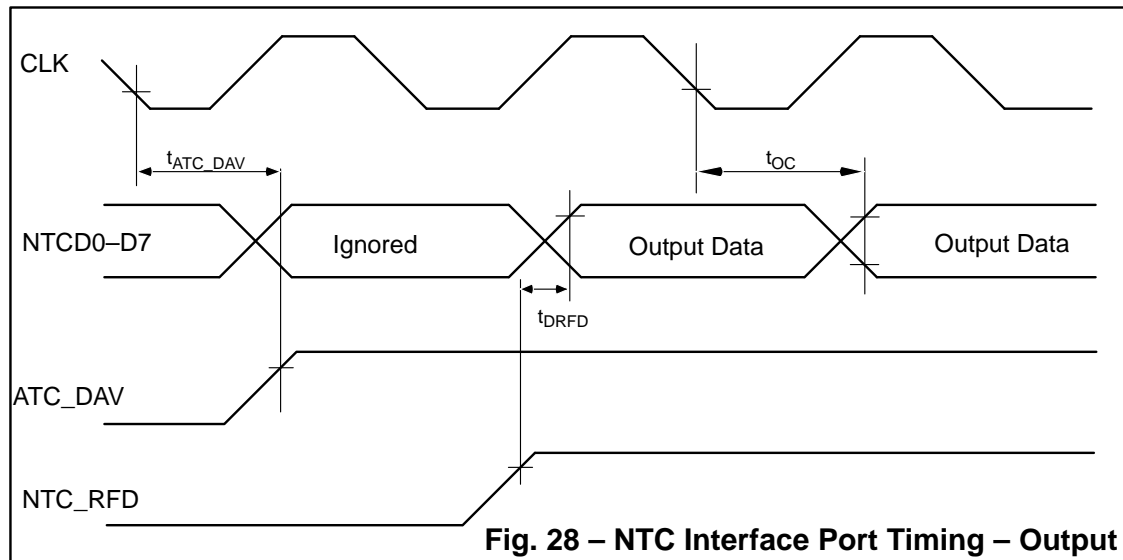 CLK
tATC_DAV
tOC
NTCD0–D7
Ignored
Output Data
Output Data
tDRFD
ATC_DAV
NTC_RFD
Fig. 28 – NTC Interface Port Timing – Output